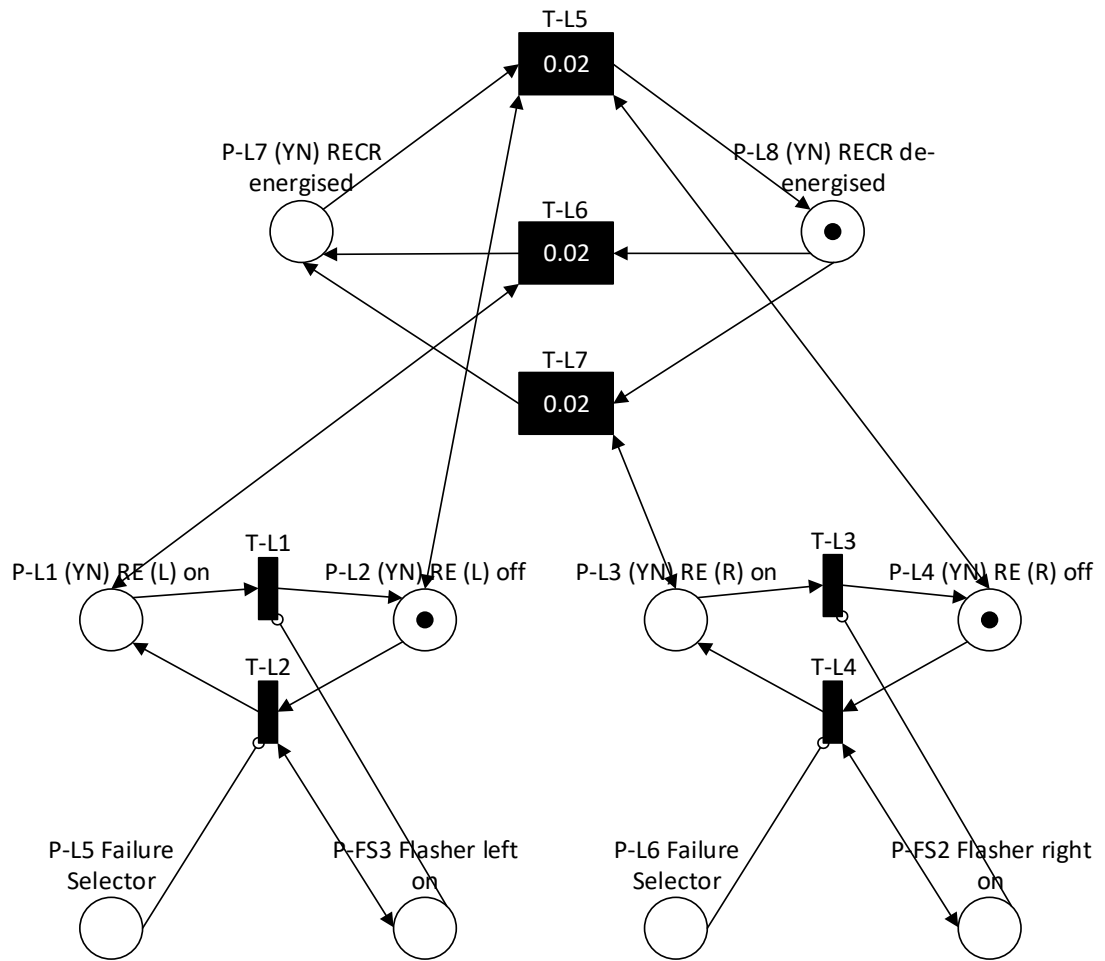 T-L5
0.02
P-L7 (YN) RECR
energised
P-L8 (YN) RECR de-
energised
T-L6
0.02
T-L7
0.02
T-L1
T-L3
P-L1 (YN) RE (L) on
P-L2 (YN) RE (L) off
P-L3 (YN) RE (R) on
P-L4 (YN) RE (R) off
T-L2
T-L4
P-L5 Failure
Selector
P-FS3 Flasher left
on
P-L6 Failure
Selector
P-FS2 Flasher right
on